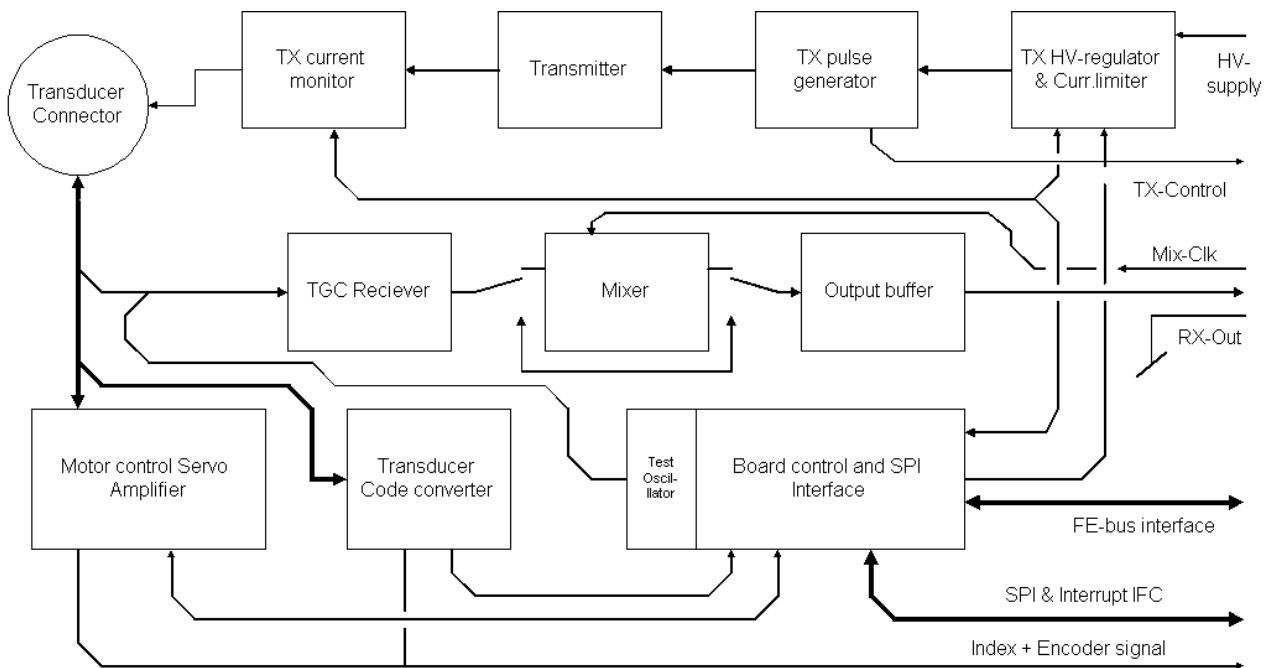 TX current
monitor
Transmitter
TX pulse
generator
TX HV-regulator
& Curr.limiter
HV-
supply
Transducer
Connector
TX-Control
Mix-Clk
TGC Reciever
Mixer
Output buffer
RX-Out
Motor control Servo
Amplifier
Transducer
Code converter
Test
Oscil-
llator
Board control and SPI
Interface
FE-bus interface
SPI & Interrupt IFC
Index + Encoder signal